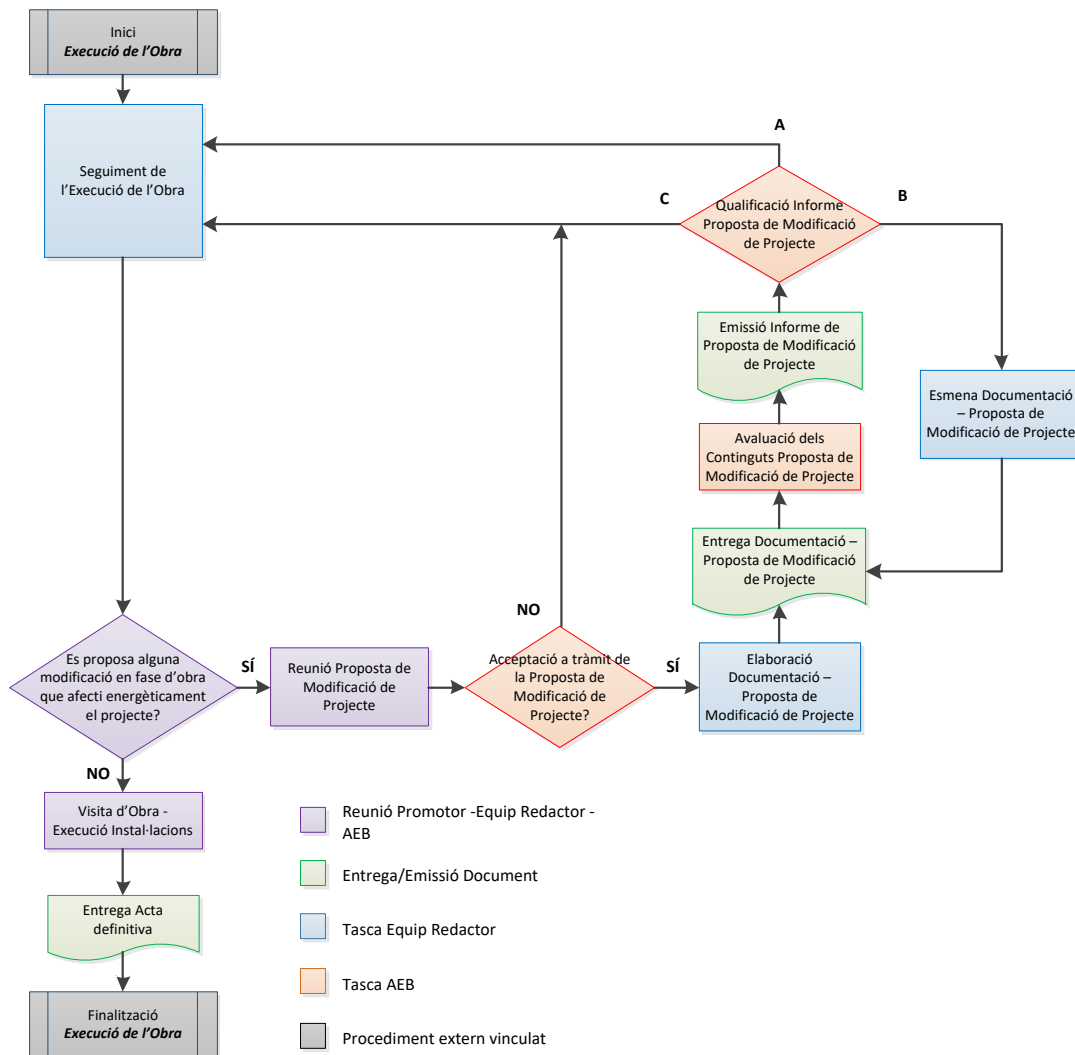 Inici
Execució de l'Obra
A
Seguiment de
l'Execució de l'Obra
C
B
Qualificació Informe
Proposta de Modificació
de Projecte
Emissió Informe de
Proposta de Modificació
de Projecte
Esmena Documentació
– Proposta de
Modificació de Projecte
Avaluació dels
Continguts Proposta de
Modificació de Projecte
Entrega Documentació –
Proposta de Modificació
de Projecte
NO
Es proposa alguna
modificació en fase d'obra
que afecti energèticament
el projecte?
SÍ
Reunió Proposta de
Modificació de
Projecte
Acceptació a tràmit de
la Proposta de
Modificació de
Projecte?
SÍ
Elaboració
Documentació –
Proposta de
Modificació de Projecte
NO
Visita d'Obra -
Execució Instal·lacions
Entrega Acta
definitiva
Finalització
Execució de l'Obra
Reunió Promotor -Equip Redactor -
AEB
Entrega/Emissió Document
Tasca Equip Redactor
Tasca AEB
Procediment extern vinculat